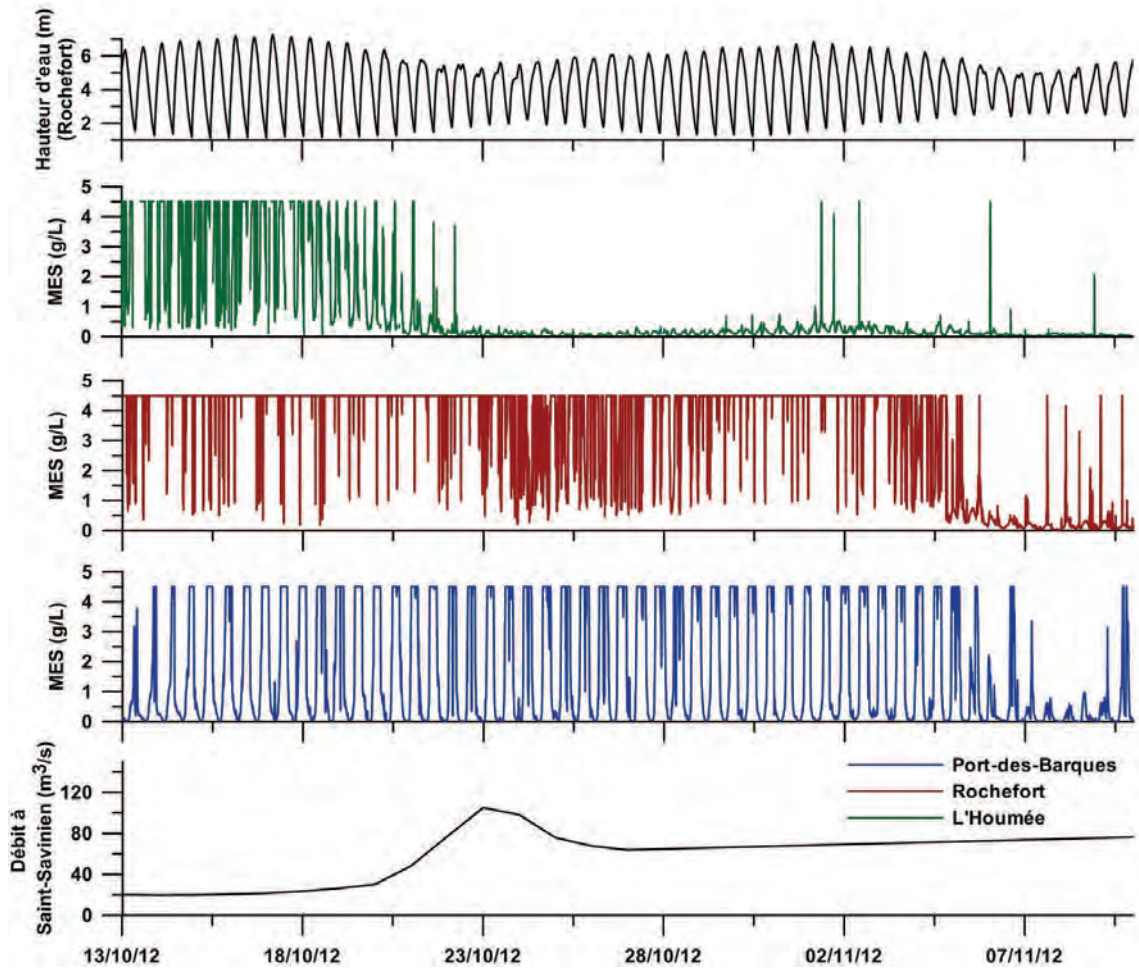 Hauteur d'eau (m)
(Rochefort)
6
4
2
MES (g/L)
5
4
3
2
1
0
MES (g/L)
5
4
3
2
1
0
MES (g/L)
5
4
3
2
1
0
Débit à
Saint-Savinien (m³/s)
120
80
40
0
Port-des-Barques
Rochefort
L'Houmée
13/10/12 18/10/12 23/10/12 28/10/12 02/11/12 07/11/12